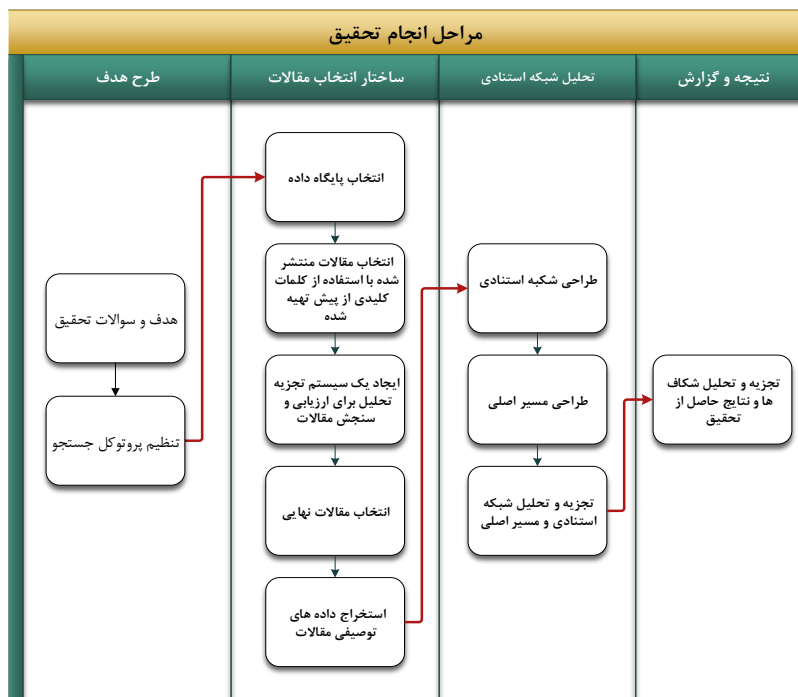 مراحل انجام تحقیق
طرح هدف
ساختار انتخاب مقالات
تحلیل شبکه استنادی
نتیجه و گزارش
هدف و سوالات تحقیق
تنظیم پروتوکل جستجو
انتخاب پایگاه داده
انتخاب مقالات منتشر
شده با استفاده از کلمات
کلیدی از پیش تهیه
شده
ایجاد یک سیستم تجزیه
تحلیل برای ارزیابی و
سنجش مقالات
انتخاب مقالات نهایی
استخراج داده های
توصیفی مقالات
طراحی شکبه استنادی
طراحی مسیر اصلی
تجزیه و تحلیل شبکه
استنادی و مسیر اصلی
تجزیه و تحلیل شکاف
ها و نتایج حاصل از
تحقیق